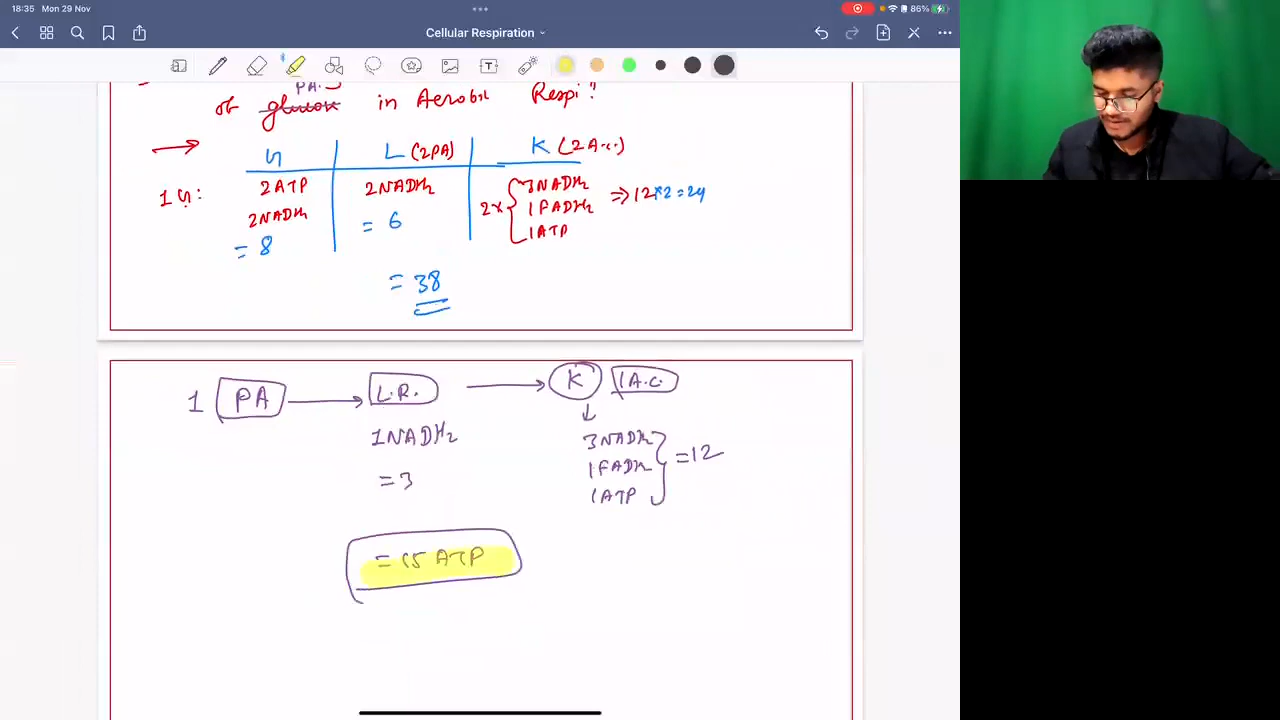 18:35 Mon 29 Nov
86%
Cellular Respiration
PA.
of glucose in Aerobic Respi?
G
L (2PA)
K (2 A.c.)
1 G:
2ATP
2NADH₂
= 8
2NADH₂
= 6
2x
3NADH₂
1FADH₂
1ATP
⇒ 12 *2 = 24
= 38
1 PA
L.R.
K
1A.C.
1NADH₂
= 3
3NADH₂
1FADH₂
1ATP
= 12
= 15 ATP